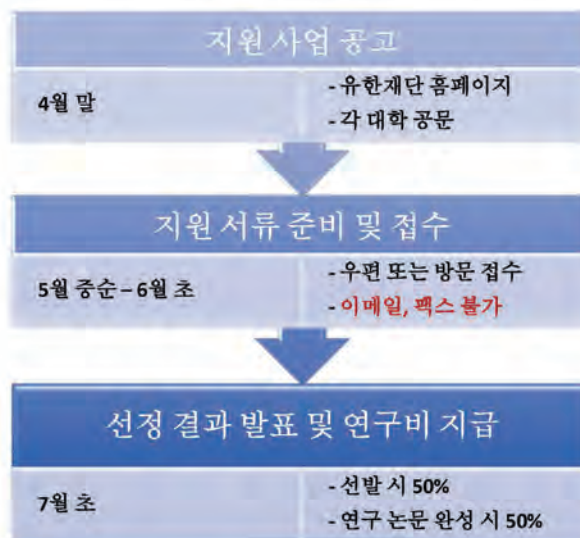 지원 사업 공고
4월 말
- 유한재단 홈페이지
- 각 대학 공문
지원 서류 준비 및 접수
5월 중순 – 6월 초
- 우편 또는 방문 접수
- 이메일, 팩스 불가
선정 결과 발표 및 연구비 지급
7월 초
- 선발 시 50%
- 연구 논문 완성 시 50%